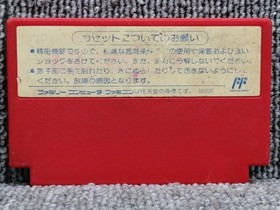 カセットについてのお願い
●精密機器ですので、極端な温度条件下での使用や保管および強い
ショックをさけてください。また、絶対に分解しないでください。
●端子部に手を触れたり、水にぬらしたりして汚さないでください。
故障の原因となります。
ファミリーコンピュータ・ファミコンは任天堂の商標です。
FF